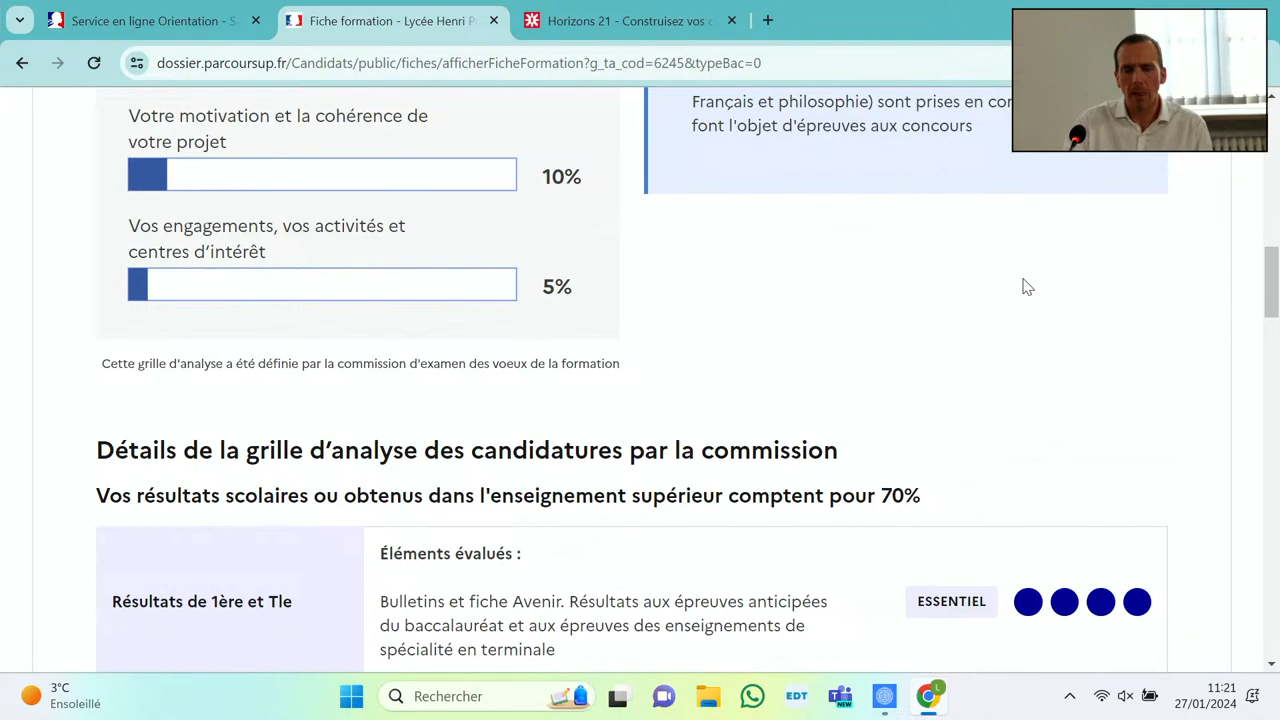 Service en ligne Orientation - S
Fiche formation - Lycée Henri P
Horizons 21 - Construisez vos c
dossier.parcoursup.fr/Candidats/public/fiches/afficherFicheFormation?g_ta_cod=6245&typeBac=0
Votre motivation et la cohérence de
votre projet
10%
Vos engagements, vos activités et
centres d'intérêt
5%
Cette grille d'analyse a été définie par la commission d'examen des voeux de la formation
Français et philosophie) sont prises en con
font l'objet d'épreuves aux concours
Détails de la grille d'analyse des candidatures par la commission
Vos résultats scolaires ou obtenus dans l'enseignement supérieur comptent pour 70%
Résultats de 1ère et Tle
Éléments évalués :
Bulletins et fiche Avenir. Résultats aux épreuves anticipées
du baccalauréat et aux épreuves des enseignements de
spécialité en terminale
ESSENTIEL
3°C
Ensoleillé
Rechercher
EDT
NEW
L
11:21
27/01/2024